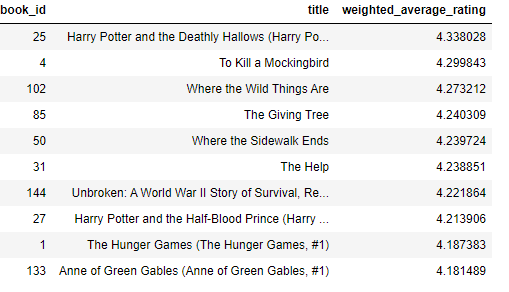 book_id title weighted_average_rating
25 Harry Potter and the Deathly Hallows (Harry Po... 4.338028
4 To Kill a Mockingbird 4.299843
102 Where the Wild Things Are 4.273212
85 The Giving Tree 4.240309
50 Where the Sidewalk Ends 4.239724
31 The Help 4.238851
144 Unbroken: A World War II Story of Survival, Re... 4.221864
27 Harry Potter and the Half-Blood Prince (Harry ... 4.213906
1 The Hunger Games (The Hunger Games, #1) 4.187383
133 Anne of Green Gables (Anne of Green Gables, #1) 4.181489